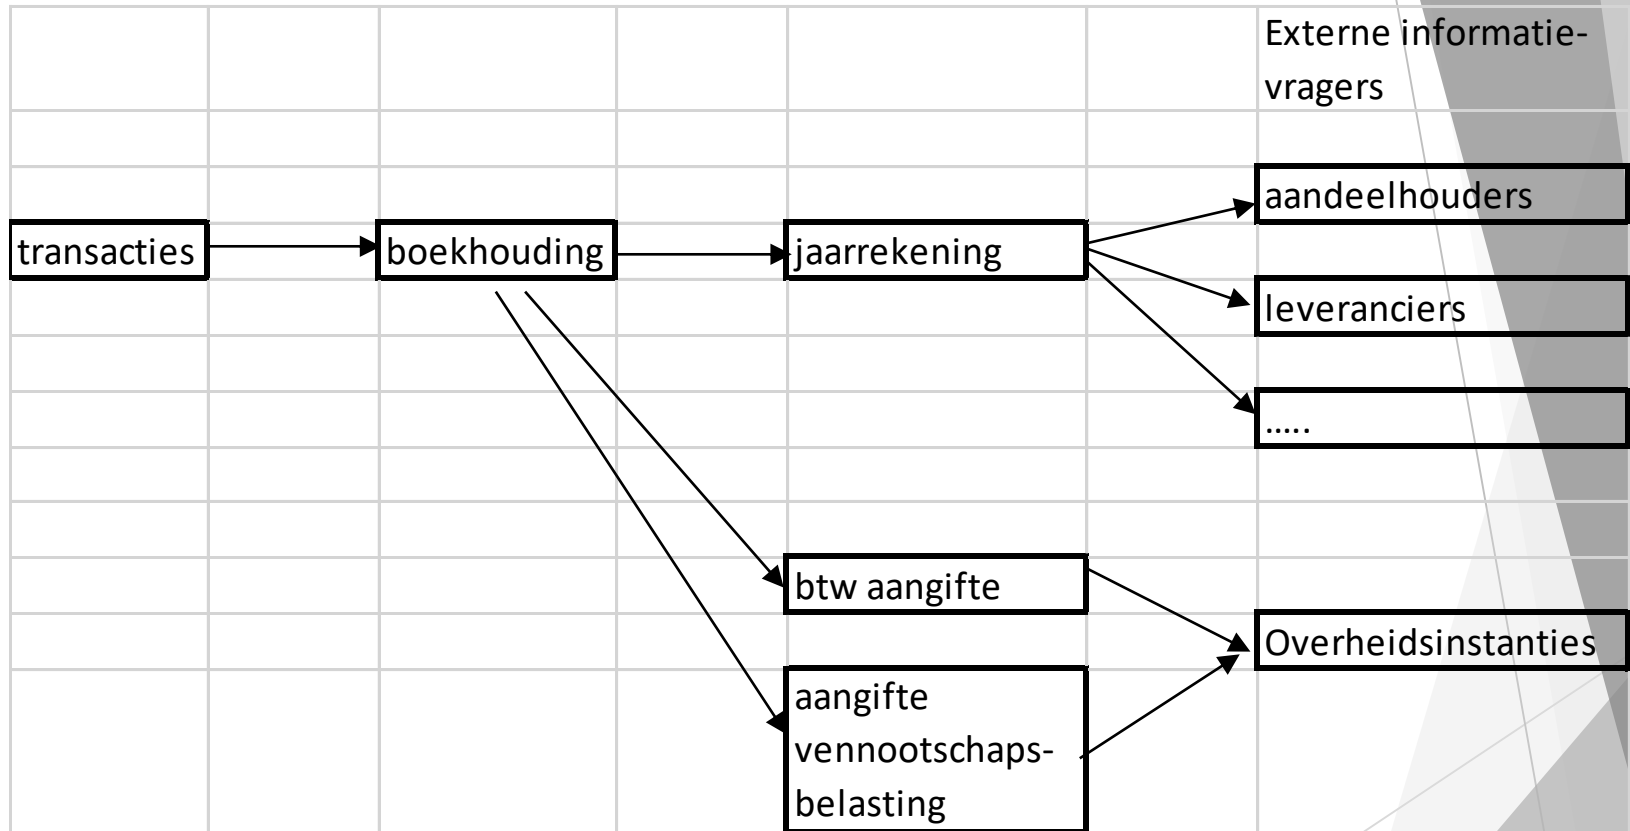 Externe informatie-
vragers
aandeelhouders
transacties
boekhouding
jaarrekening
leveranciers
.....
btw aangifte
Overheidsinstanties
aangifte
vennootschaps-
belasting